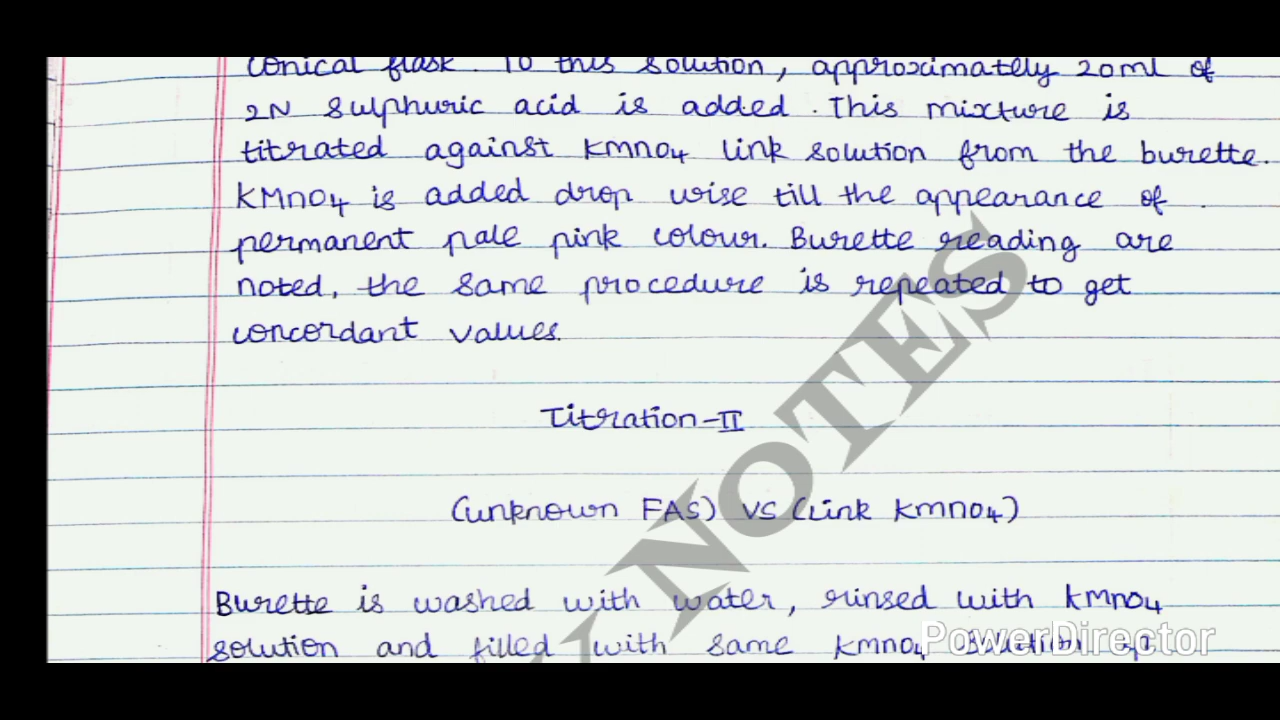 conical flask. To this solution, approximately 20ml of
2N sulphuric acid is added. This mixture is
titrated against KMnO4 link solution from the burette.
KMnO4 is added drop wise till the appearance of
permanent pale pink colour. Burette reading are
noted, the same procedure is repeated to get
concordant values.
Titration-II
(unknown FAS) VS (Link KMnO4)
Burette is washed with water, rinsed with KMnO4
solution and filled with same KMnO4 solution up
NOTES
PowerDirector